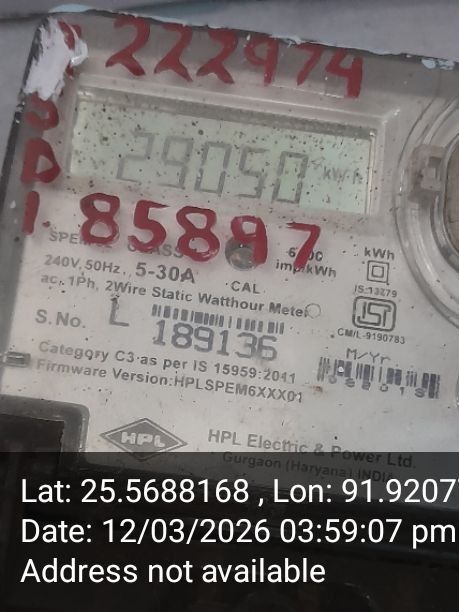 222974
29050 kWh
1.85897
240V, 50Hz, 5-30A
imp/kWh
kWh
CAL
IS:13779
ac, 1Ph, 2Wire Static Watthour Meter
CM/L-9190783
S.No. L 189136
M/Yr
Category C3 as per IS 15959:2011
Firmware Version:HPLSPEM6XXX01
HPL
HPL Electric & Power Ltd.
Gurgaon (Haryana) INDIA
Lat: 25.5688168 , Lon: 91.9207
Date: 12/03/2026 03:59:07 pm
Address not available